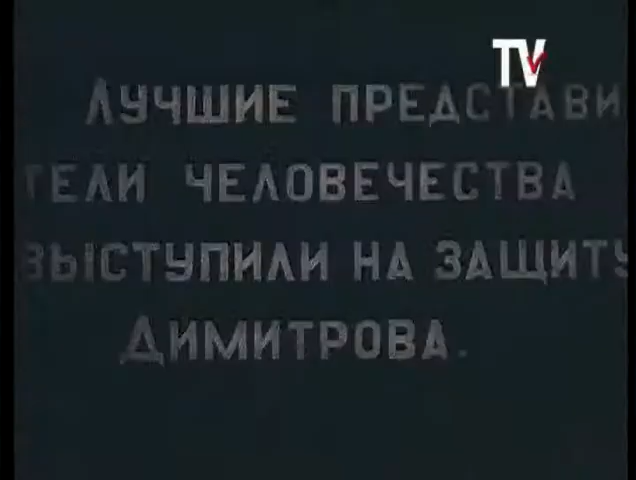 TV
ЛУЧШИЕ ПРЕДСТАВИ
ТЕЛИ ЧЕЛОВЕЧЕСТВА
ВЫСТУПИЛИ НА ЗАЩИТУ
ДИМИТРОВА.